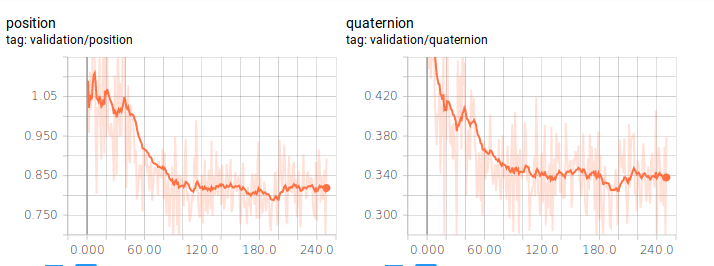 position
tag: validation/position
1.05
0.950
0.850
0.750
0.000 60.00 120.0 180.0 240.0
quaternion
tag: validation/quaternion
0.420
0.380
0.340
0.300
0.000 60.00 120.0 180.0 240.0